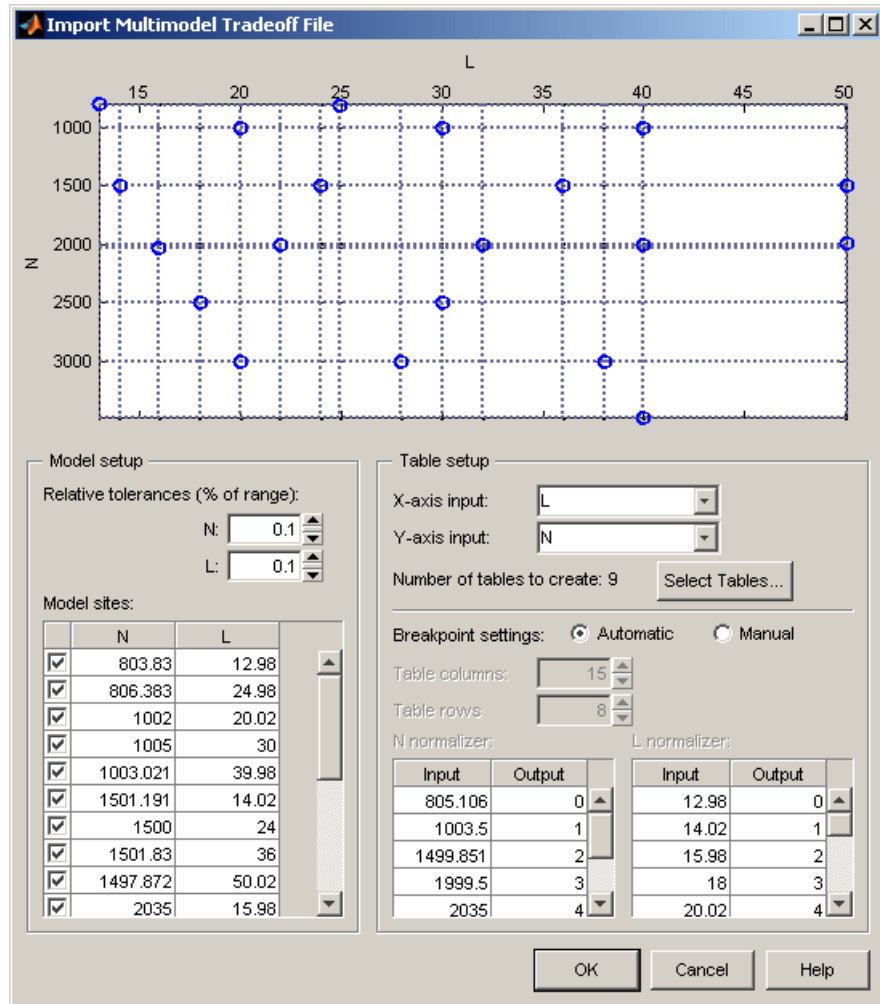 Import Multimodel Tradeoff File
L
15 20 25 30 35 40 45 50
1000
1500
2000
2500
3000
N
Model setup
Relative tolerances (% of range):
N: 0.1
L: 0.1
Model sites:
N L
803.83 12.98
806.383 24.98
1002 20.02
1005 30
1003.021 39.98
1501.191 14.02
1500 24
1501.83 36
1497.872 50.02
2035 15.98
Table setup
X-axis input: L
Y-axis input: N
Number of tables to create: 9 Select Tables...
Breakpoint settings: Automatic Manual
Table columns: 15
Table rows 8
N normalizer: L normalizer:
Input Output Input Output
805.106 0 12.98 0
1003.5 1 14.02 1
1499.851 2 15.98 2
1999.5 3 18 3
2035 4 20.02 4
OK Cancel Help